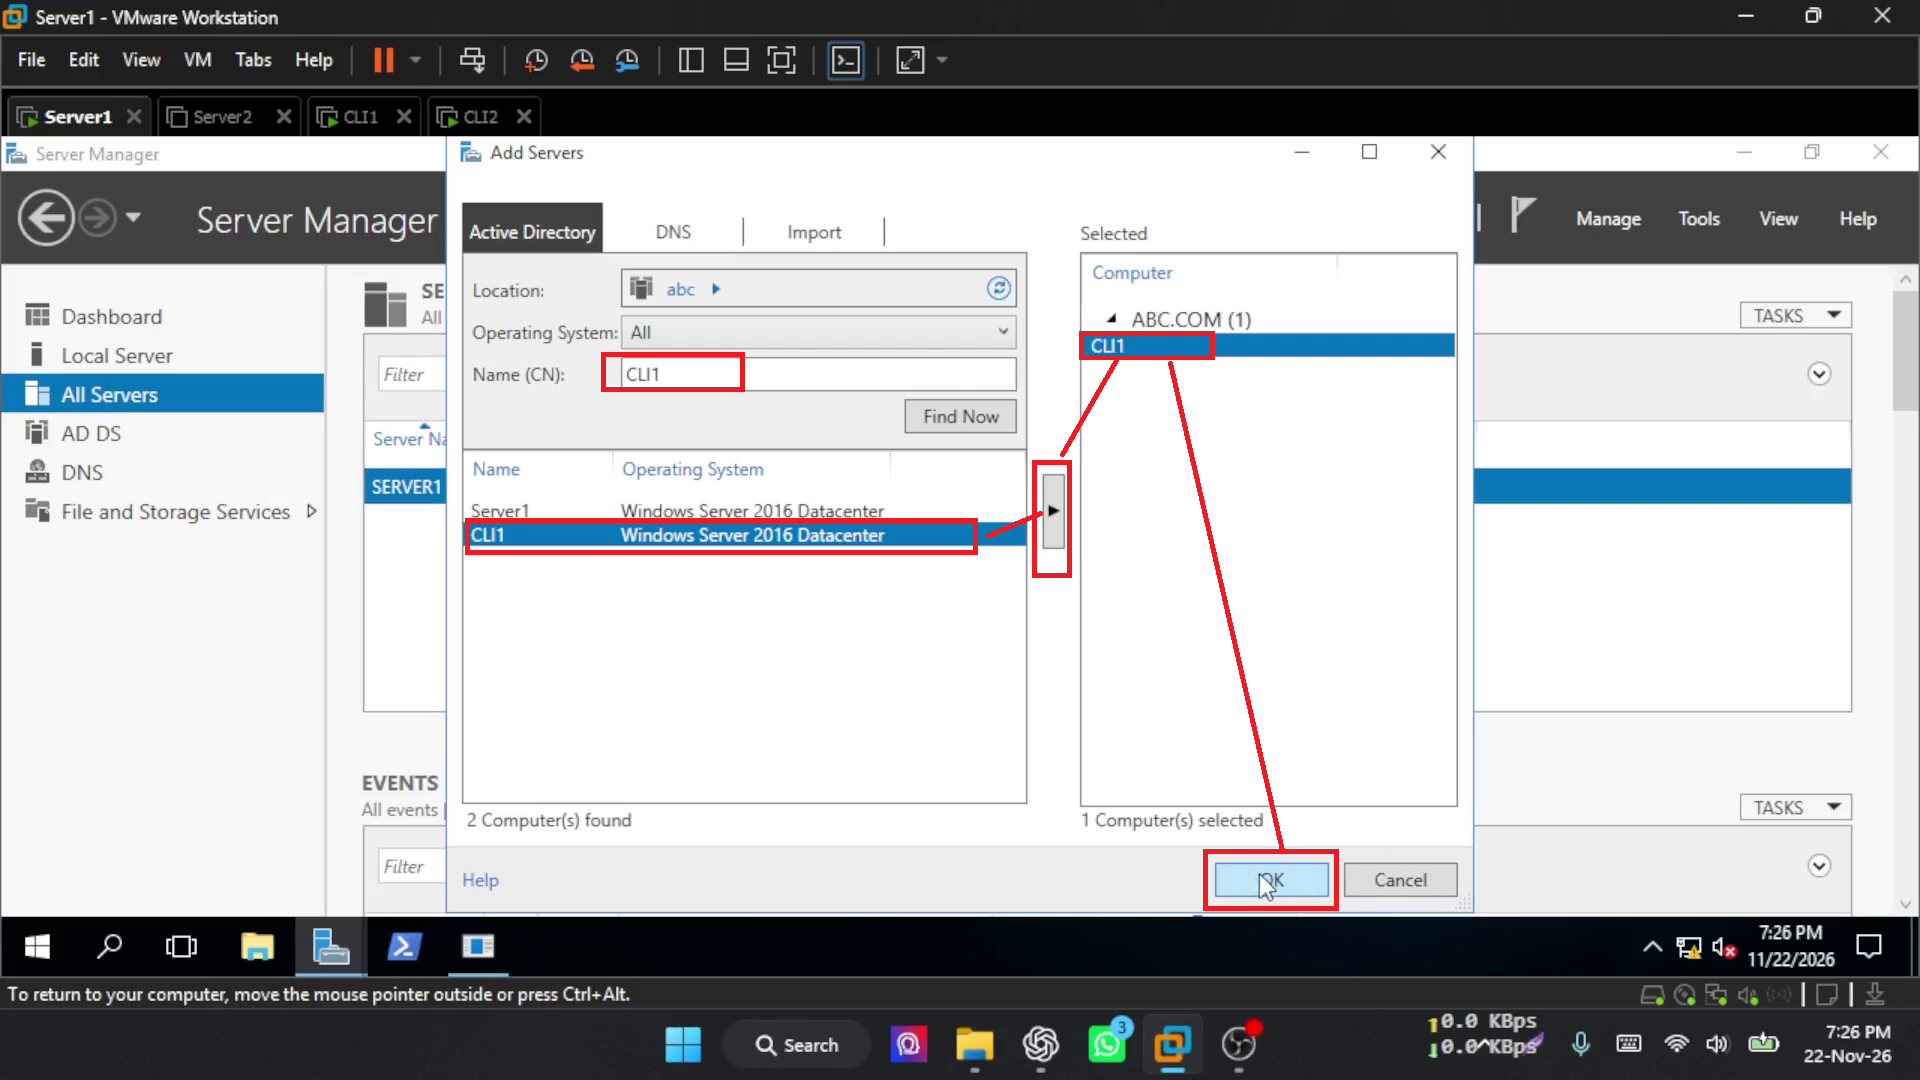 Server1 - VMware Workstation
File Edit View VM Tabs Help
Server1 Server2 CLI1 CLI2
Server Manager
Add Servers
Server Manager
Manage Tools View Help
Active Directory DNS Import
Selected
Location: abc
Operating System: All
Name (CN): CLI1
Find Now
Name Operating System
Server1 Windows Server 2016 Datacenter
CLI1 Windows Server 2016 Datacenter
2 Computer(s) found
Computer
ABC.COM (1)
CLI1
1 Computer(s) selected
Help
OK Cancel
Dashboard
Local Server
All Servers
AD DS
DNS
File and Storage Services
SE
All
TASKS
Filter
Server Na
SERVER1
EVENTS
All events
TASKS
Filter
7:26 PM
11/22/2026
To return to your computer, move the mouse pointer outside or press Ctrl+Alt.
Search
3
0.0 KBps
0.0 KBps
7:26 PM
22-Nov-26